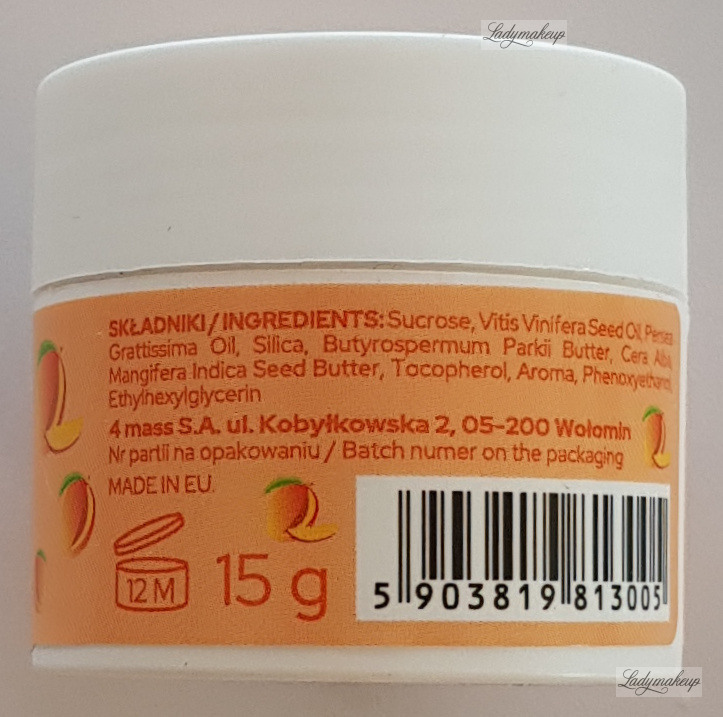 Ladymakeup
SKŁADNIKI/INGREDIENTS: Sucrose, Vitis Vinifera Seed Oil, Persea
Grattissima Oil, Silica, Butyrospermum Parkii Butter, Cera Alba,
Mangifera Indica Seed Butter, Tocopherol, Aroma, Phenoxyethanol,
Ethylhexylglycerin
4 mass S.A. ul. Kobyłkowska 2, 05-200 Wołomin
Nr partii na opakowaniu / Batch numer on the packaging
MADE IN EU
12 M
15 g
5 903819 813005
Ladymakeup